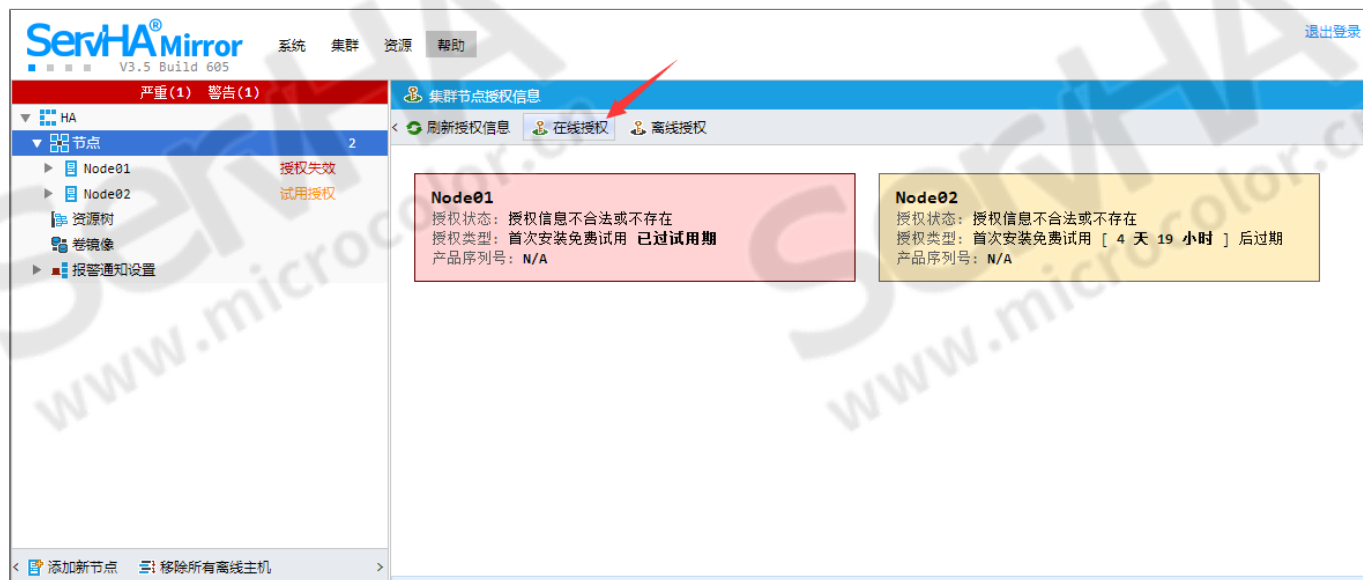 ServHA® Mirror
V3.5 Build 605
系统 集群 资源 帮助
退出登录
严重(1) 警告(1)
HA
节点 2
Node01 授权失效
Node02 试用授权
资源树
卷镜像
报警通知设置
< 添加新节点 移除所有离线主机 >
集群节点授权信息
< 刷新授权信息 在线授权 离线授权
Node01
授权状态: 授权信息不合法或不存在
授权类型: 首次安装免费试用 已过试用期
产品序列号: N/A
Node02
授权状态: 授权信息不合法或不存在
授权类型: 首次安装免费试用 [ 4 天 19 小时 ] 后过期
产品序列号: N/A
ServHA
www.microcolor.cn
ServHA
www.microcolor.cn